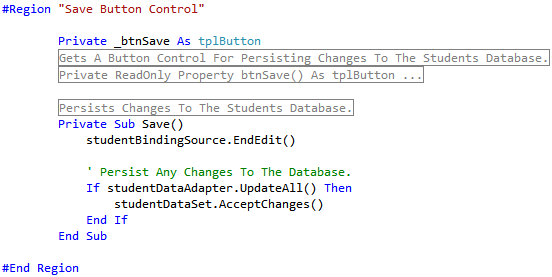 #Region "Save Button Control"
Private _btnSave As tplButton
Gets A Button Control For Persisting Changes To The Students Database.
Private ReadOnly Property btnSave() As tplButton ...
Persists Changes To The Students Database.
Private Sub Save()
studentBindingSource.EndEdit()
' Persist Any Changes To The Database.
If studentDataAdapter.UpdateAll() Then
studentDataSet.AcceptChanges()
End If
End Sub
#End Region